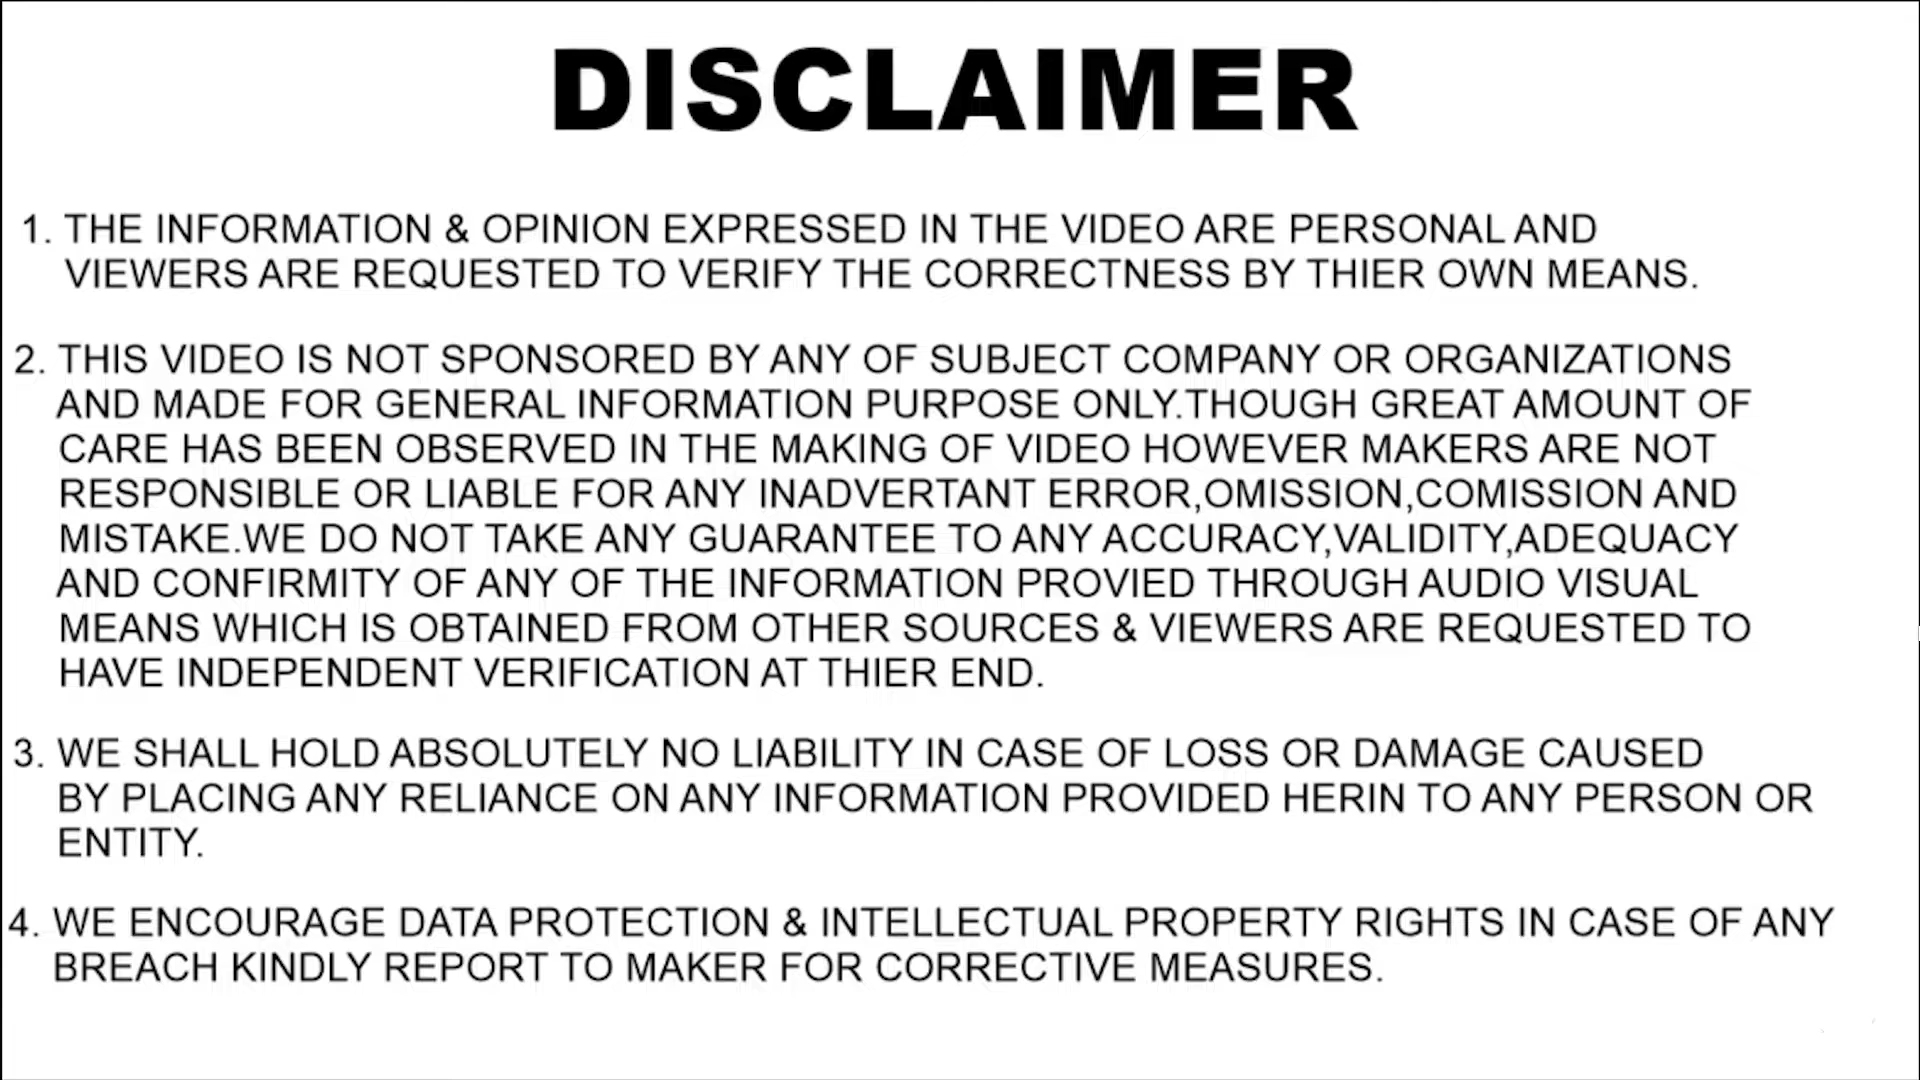 DISCLAIMER
1. THE INFORMATION & OPINION EXPRESSED IN THE VIDEO ARE PERSONAL AND
VIEWERS ARE REQUESTED TO VERIFY THE CORRECTNESS BY THIER OWN MEANS.
2. THIS VIDEO IS NOT SPONSORED BY ANY OF SUBJECT COMPANY OR ORGANIZATIONS
AND MADE FOR GENERAL INFORMATION PURPOSE ONLY.THOUGH GREAT AMOUNT OF
CARE HAS BEEN OBSERVED IN THE MAKING OF VIDEO HOWEVER MAKERS ARE NOT
RESPONSIBLE OR LIABLE FOR ANY INADVERTANT ERROR,OMISSION,COMISSION AND
MISTAKE.WE DO NOT TAKE ANY GUARANTEE TO ANY ACCURACY,VALIDITY,ADEQUACY
AND CONFIRMITY OF ANY OF THE INFORMATION PROVIED THROUGH AUDIO VISUAL
MEANS WHICH IS OBTAINED FROM OTHER SOURCES & VIEWERS ARE REQUESTED TO
HAVE INDEPENDENT VERIFICATION AT THIER END.
3. WE SHALL HOLD ABSOLUTELY NO LIABILITY IN CASE OF LOSS OR DAMAGE CAUSED
BY PLACING ANY RELIANCE ON ANY INFORMATION PROVIDED HERIN TO ANY PERSON OR
ENTITY.
4. WE ENCOURAGE DATA PROTECTION & INTELLECTUAL PROPERTY RIGHTS IN CASE OF ANY
BREACH KINDLY REPORT TO MAKER FOR CORRECTIVE MEASURES.